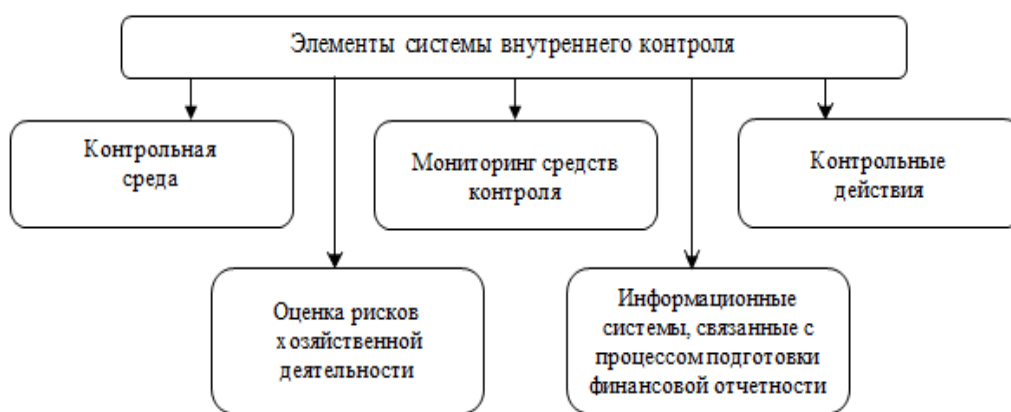 Элементы системы внутреннего контроля
Контрольная
среда
Мониторинг средств
контроля
Контрольные
действия
Оценка рисков
х озяйственной
деятельности
Информационные
системы, связанные с
процессом подготовки
финансовой отчетности